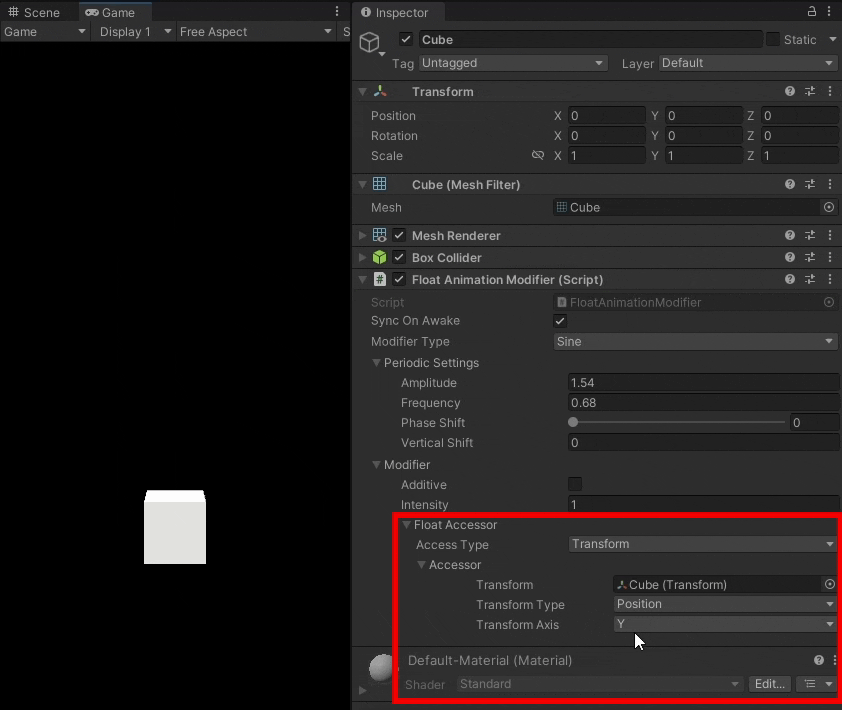 Scene Game
Game Display 1 Free Aspect S
Inspector
Cube Static
Tag Untagged Layer Default
Transform
Position X 0 Y 0 Z 0
Rotation X 0 Y 0 Z 0
Scale X 1 Y 1 Z 1
Cube (Mesh Filter)
Mesh Cube
Mesh Renderer
Box Collider
Float Animation Modifier (Script)
Script FloatAnimationModifier
Sync On Awake
Modifier Type Sine
Periodic Settings
Amplitude 1.54
Frequency 0.68
Phase Shift 0
Vertical Shift 0
Modifier
Additive
Intensity 1
Float Accessor
Access Type Transform
Accessor
Transform Cube (Transform)
Transform Type Position
Transform Axis Y
Default-Material (Material)
Shader Standard Edit...